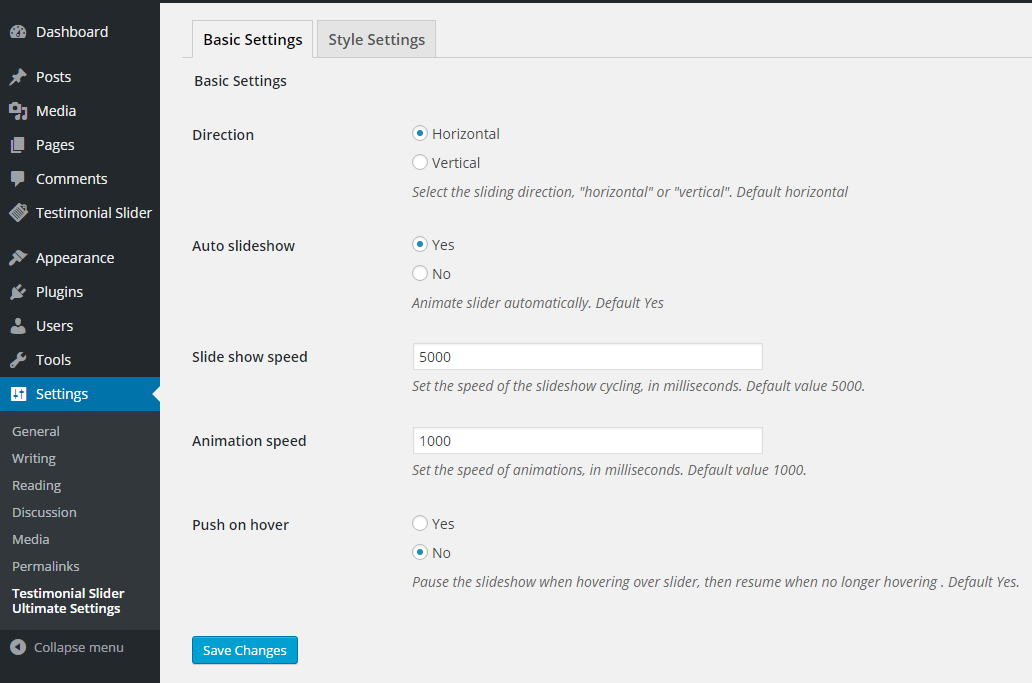 Dashboard
Posts
Media
Pages
Comments
Testimonial Slider
Appearance
Plugins
Users
Tools
Settings
General
Writing
Reading
Discussion
Media
Permalinks
Testimonial Slider
Ultimate Settings
Collapse menu
Basic Settings
Style Settings
Basic Settings
Direction
Horizontal
Vertical
Select the sliding direction, "horizontal" or "vertical". Default horizontal
Auto slideshow
Yes
No
Animate slider automatically. Default Yes
Slide show speed
5000
Set the speed of the slideshow cycling, in milliseconds. Default value 5000.
Animation speed
1000
Set the speed of animations, in milliseconds. Default value 1000.
Push on hover
Yes
No
Pause the slideshow when hovering over slider, then resume when no longer hovering . Default Yes.
Save Changes